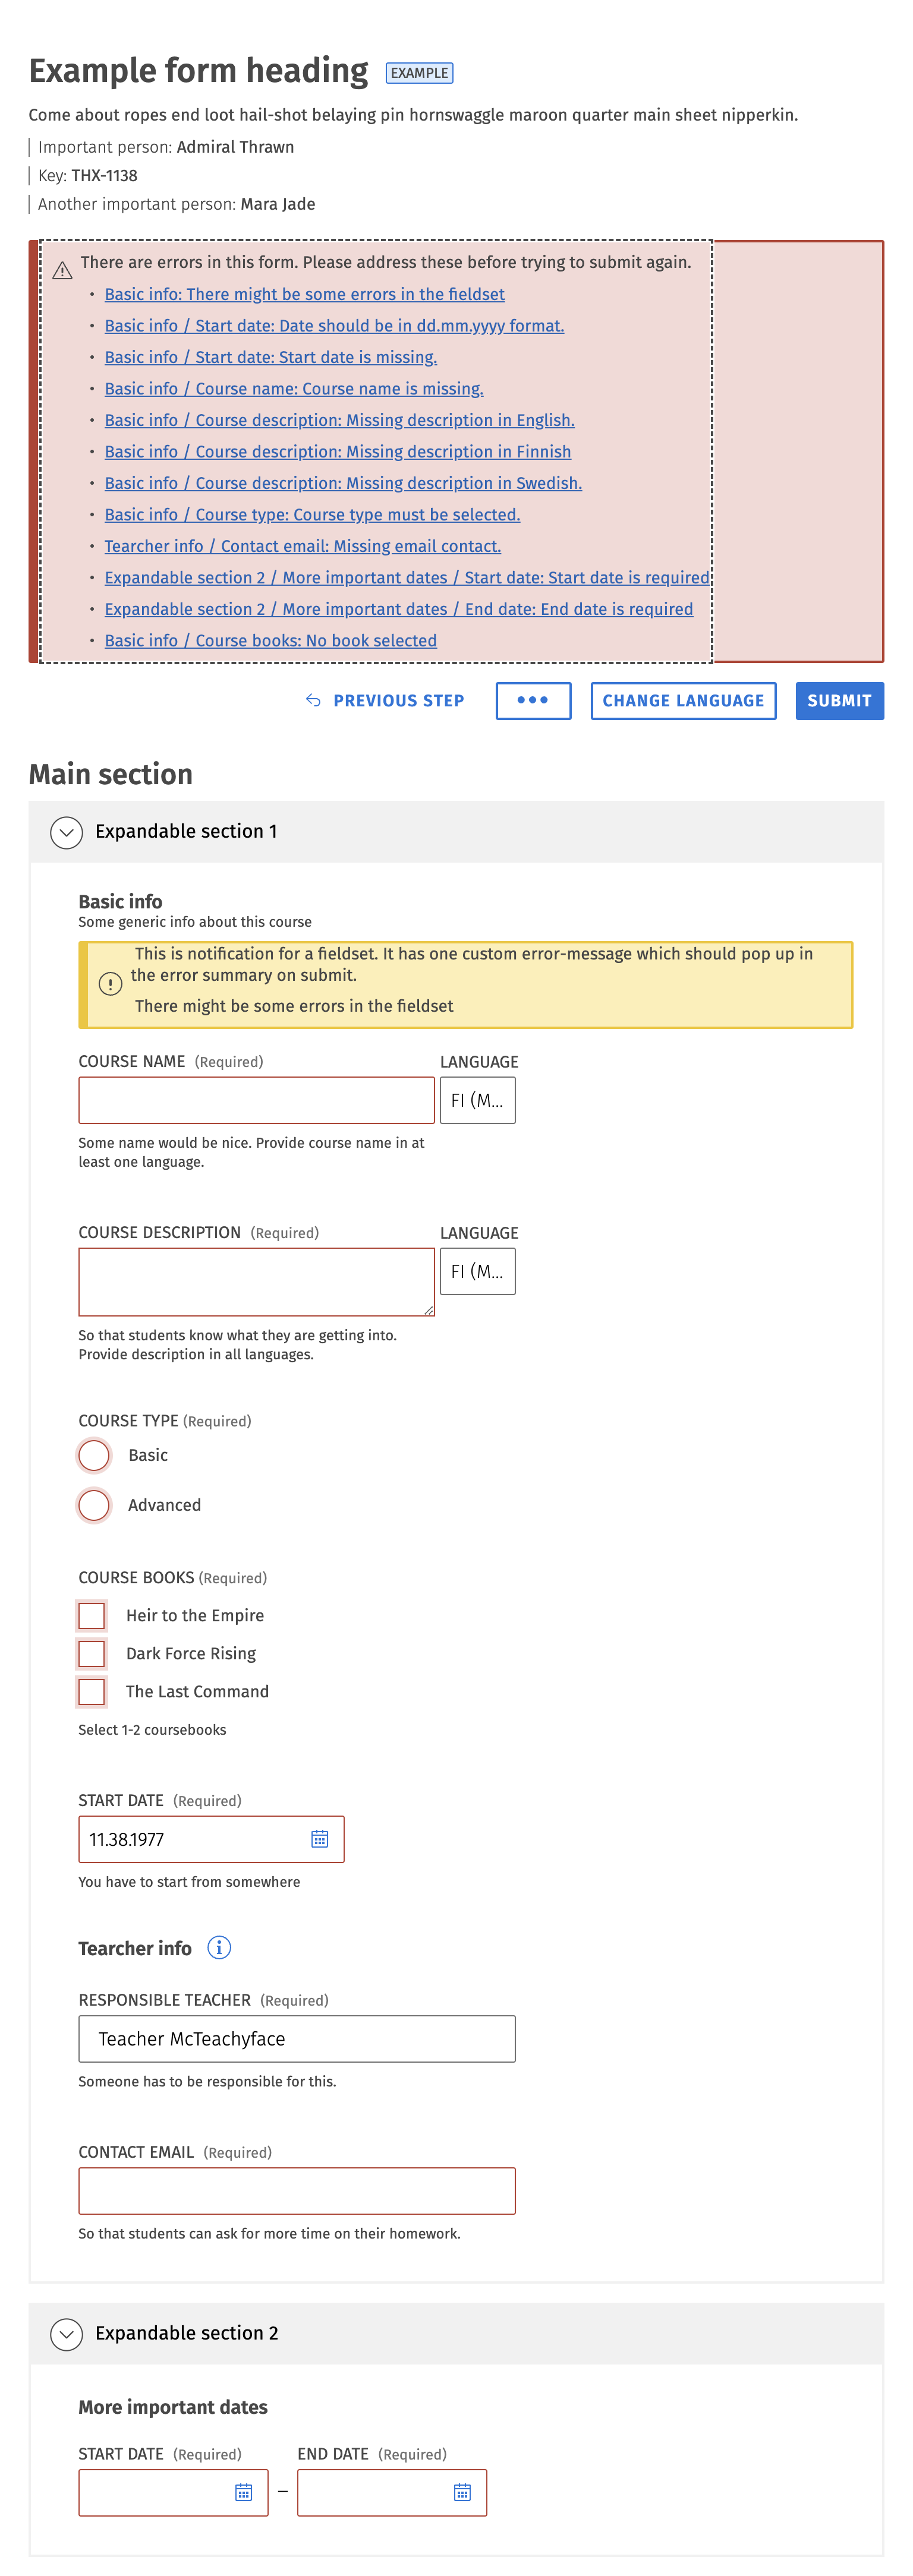 Example form heading EXAMPLE
Come about ropes end loot hail-shot belaying pin hornswaggle maroon quarter main sheet nipperkin.
Important person: Admiral Thrawn
Key: THX-1138
Another important person: Mara Jade
There are errors in this form. Please address these before trying to submit again.
• Basic info: There might be some errors in the fieldset
• Basic info / Start date: Date should be in dd.mm.yyyy format.
• Basic info / Start date: Start date is missing.
• Basic info / Course name: Course name is missing.
• Basic info / Course description: Missing description in English.
• Basic info / Course description: Missing description in Finnish
• Basic info / Course description: Missing description in Swedish.
• Basic info / Course type: Course type must be selected.
• Tearcher info / Contact email: Missing email contact.
• Expandable section 2 / More important dates / Start date: Start date is required
• Expandable section 2 / More important dates / End date: End date is required
• Basic info / Course books: No book selected
PREVIOUS STEP ••• CHANGE LANGUAGE SUBMIT
Main section
Expandable section 1
Basic info
Some generic info about this course
This is notification for a fieldset. It has one custom error-message which should pop up in
the error summary on submit.
There might be some errors in the fieldset
COURSE NAME (Required) LANGUAGE
FI (M...
Some name would be nice. Provide course name in at
least one language.
COURSE DESCRIPTION (Required) LANGUAGE
FI (M...
So that students know what they are getting into.
Provide description in all languages.
COURSE TYPE (Required)
Basic
Advanced
COURSE BOOKS (Required)
Heir to the Empire
Dark Force Rising
The Last Command
Select 1-2 coursebooks
START DATE (Required)
11.38.1977
You have to start from somewhere
Tearcher info
RESPONSIBLE TEACHER (Required)
Teacher McTeachyface
Someone has to be responsible for this.
CONTACT EMAIL (Required)
So that students can ask for more time on their homework.
Expandable section 2
More important dates
START DATE (Required) END DATE (Required)
–